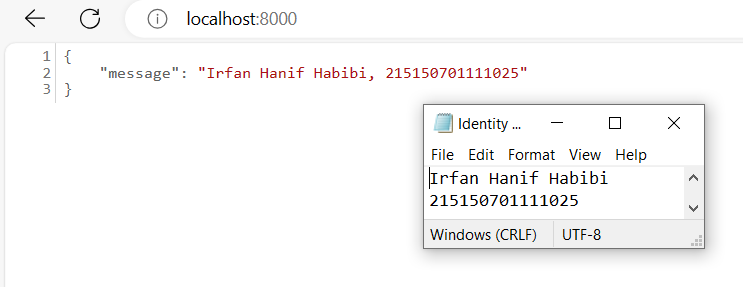 localhost:8000
1 {
2 "message": "Irfan Hanif Habibi, 215150701111025"
3 }
Identity ...
File Edit Format View Help
Irfan Hanif Habibi
215150701111025
Windows (CRLF) UTF-8